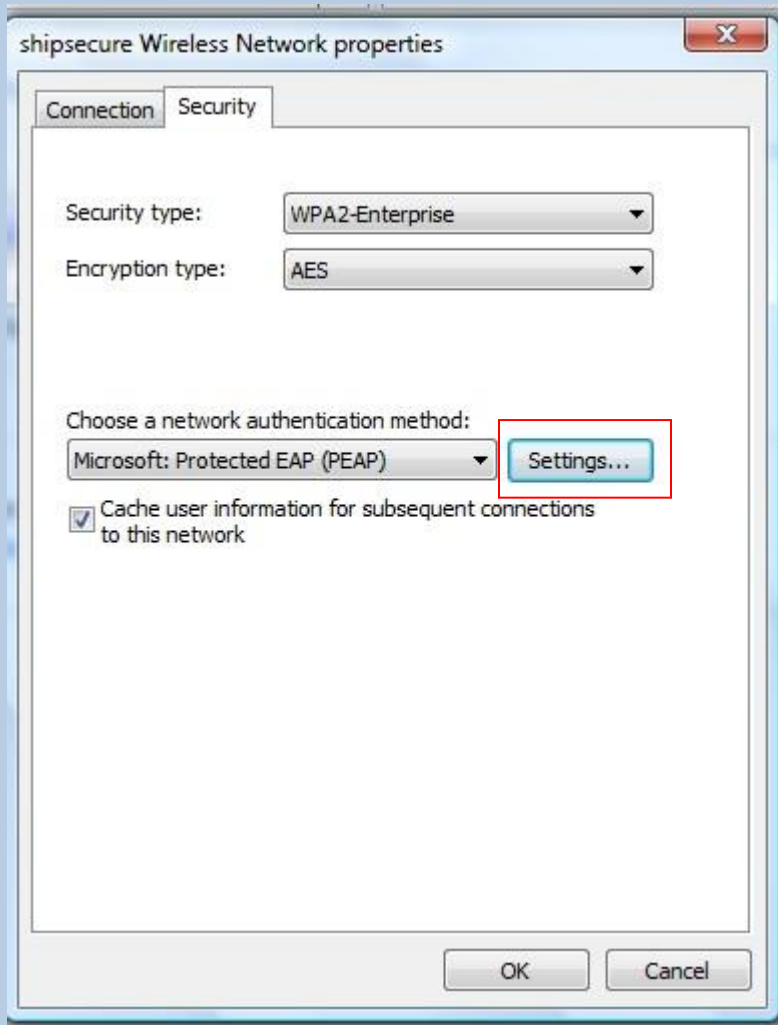 shipsecure Wireless Network properties
Connection Security
Security type: WPA2-Enterprise
Encryption type: AES
Choose a network authentication method:
Microsoft: Protected EAP (PEAP) Settings...
Cache user information for subsequent connections
to this network
OK Cancel